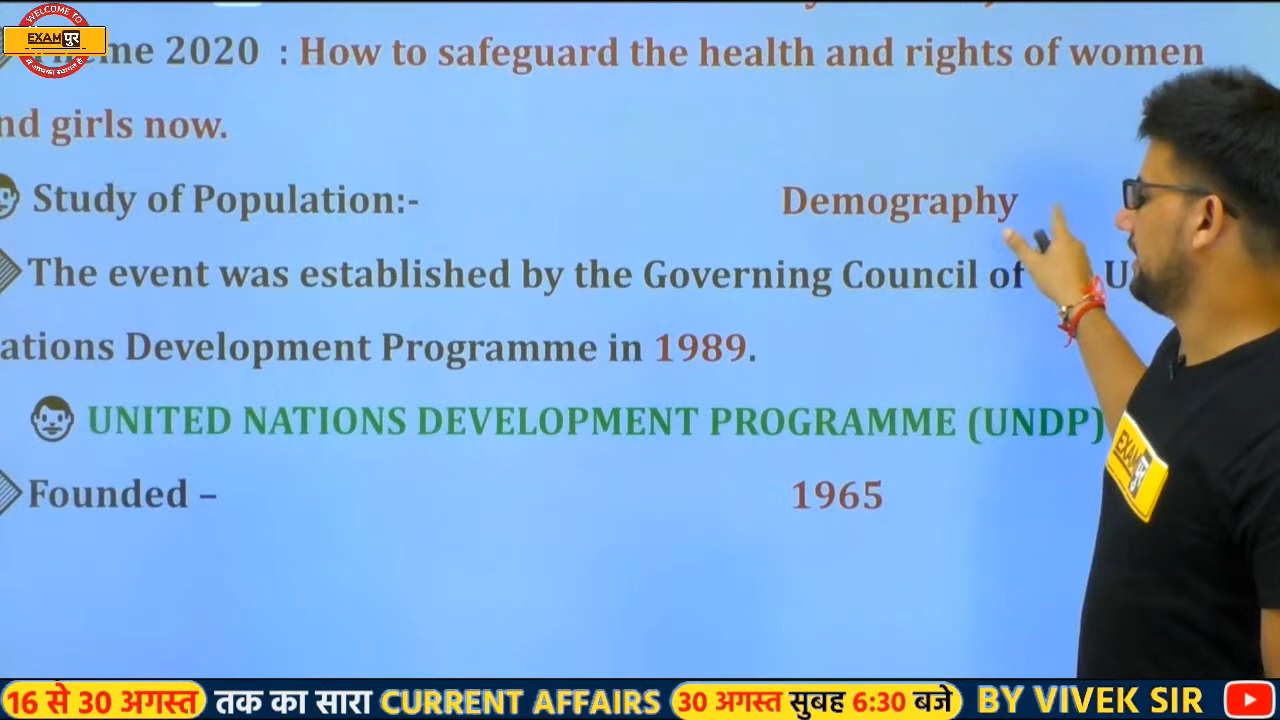 WELCOME TO
EXAMपुर
Theme 2020 : How to safeguard the health and rights of women
nd girls now.
Study of Population:- Demography
The event was established by the Governing Council of U
ations Development Programme in 1989.
UNITED NATIONS DEVELOPMENT PROGRAMME (UNDP)
EXAMपुर
Founded – 1965
16 से 30 अगस्त तक का सारा CURRENT AFFAIRS 30 अगस्त सुबह 6:30 बजे BY VIVEK SIR